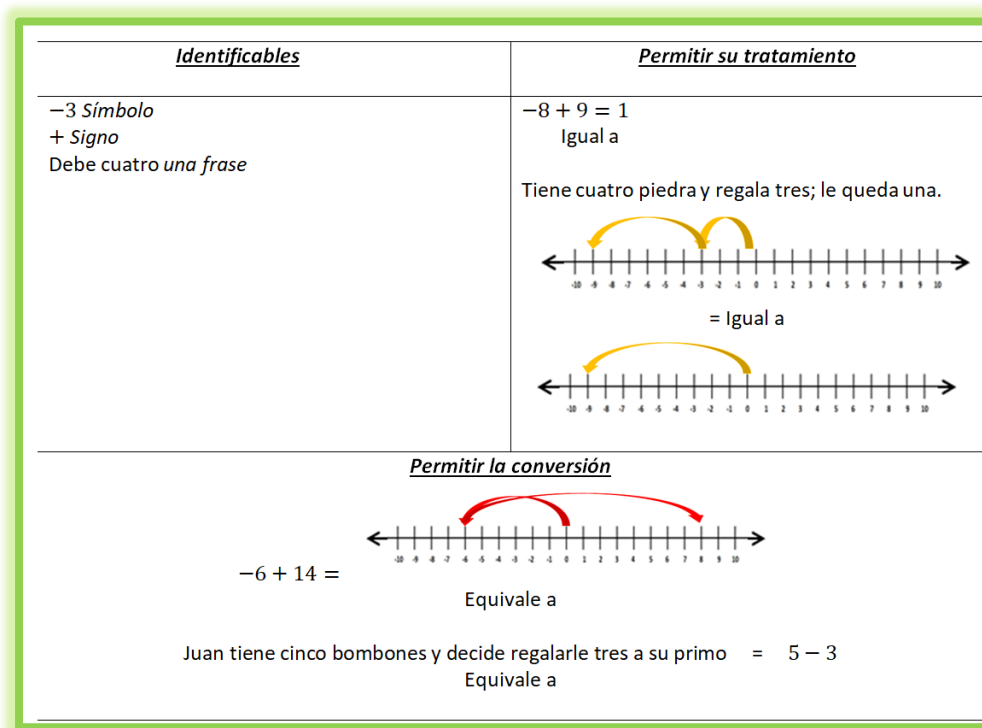 Identificables
Permitir su tratamiento
−3 Símbolo
+ Signo
Debe cuatro una frase
−8 + 9 = 1
Igual a
Tiene cuatro piedra y regala tres; le queda una.
-10 -9 -8 -7 -6 -5 -4 -3 -2 -1 0 1 2 3 4 5 6 7 8 9 10
= Igual a
-10 -9 -8 -7 -6 -5 -4 -3 -2 -1 0 1 2 3 4 5 6 7 8 9 10
Permitir la conversión
-10 -9 -8 -7 -6 -5 -4 -3 -2 -1 0 1 2 3 4 5 6 7 8 9 10
−6 + 14 =
Equivale a
Juan tiene cinco bombones y decide regalarle tres a su primo = 5 − 3
Equivale a